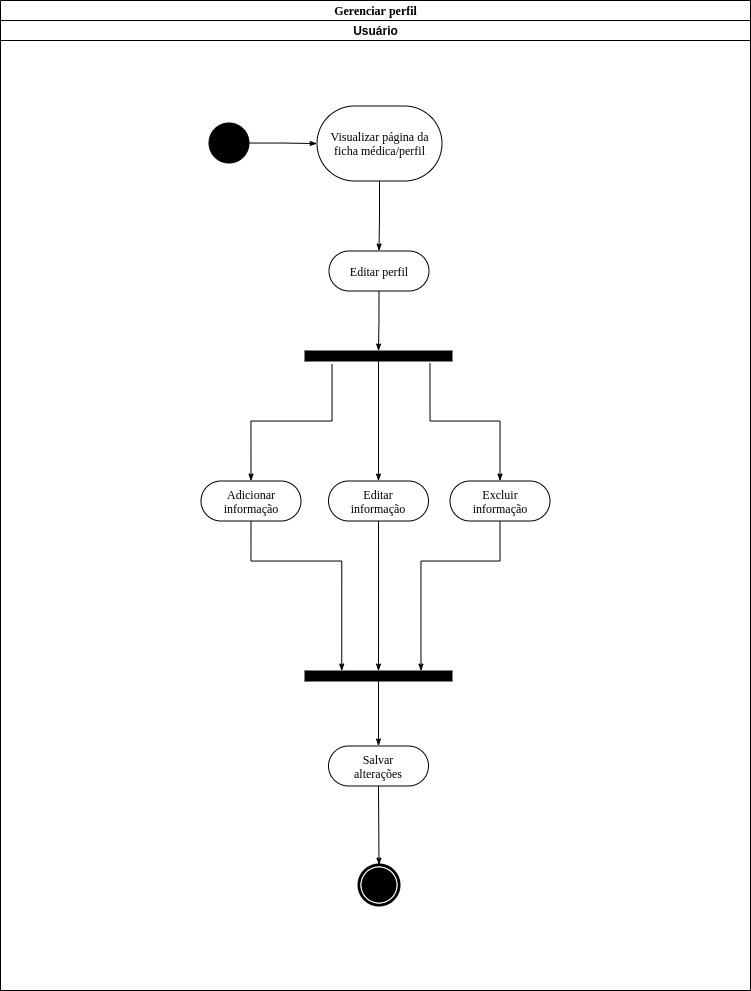 Gerenciar perfil
Usuário
Visualizar página da
ficha médica/perfil
Editar perfil
Adicionar
informação
Editar
informação
Excluir
informação
Salvar
alterações